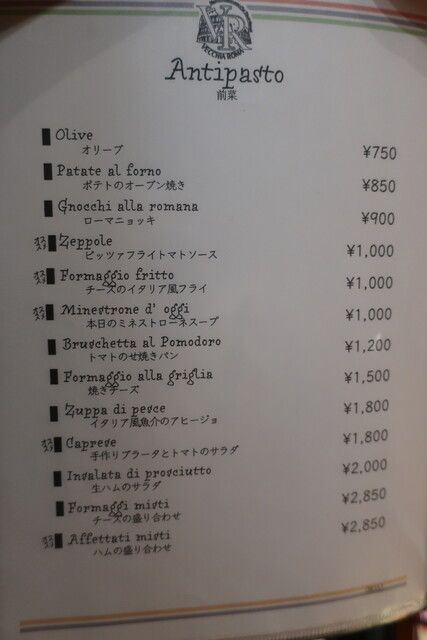 VR
VECCHIA ROMA
Antipasto
前菜
Olive
オリーブ
¥750
Patate al forno
ポテトのオーブン焼き
¥850
Gnocchi alla romana
ローマニョッキ
¥900
Zeppole
ピッツァフライトマトソース
¥1,000
Formaggio fritto
チーズのイタリア風フライ
¥1,000
Minestrone d' oggi
本日のミネストローネスープ
¥1,000
Bruschetta al Pomodoro
トマトのせ焼きパン
¥1,200
Formaggio alla griglia
焼きチーズ
¥1,500
Zuppa di pesce
イタリア風魚介のアヒージョ
¥1,800
Caprese
手作りブラータとトマトのサラダ
¥1,800
Insalata di prosciutto
生ハムのサラダ
¥2,000
Formaggi misti
チーズの盛り合わせ
¥2,850
Affettati misti
ハムの盛り合わせ
¥2,850